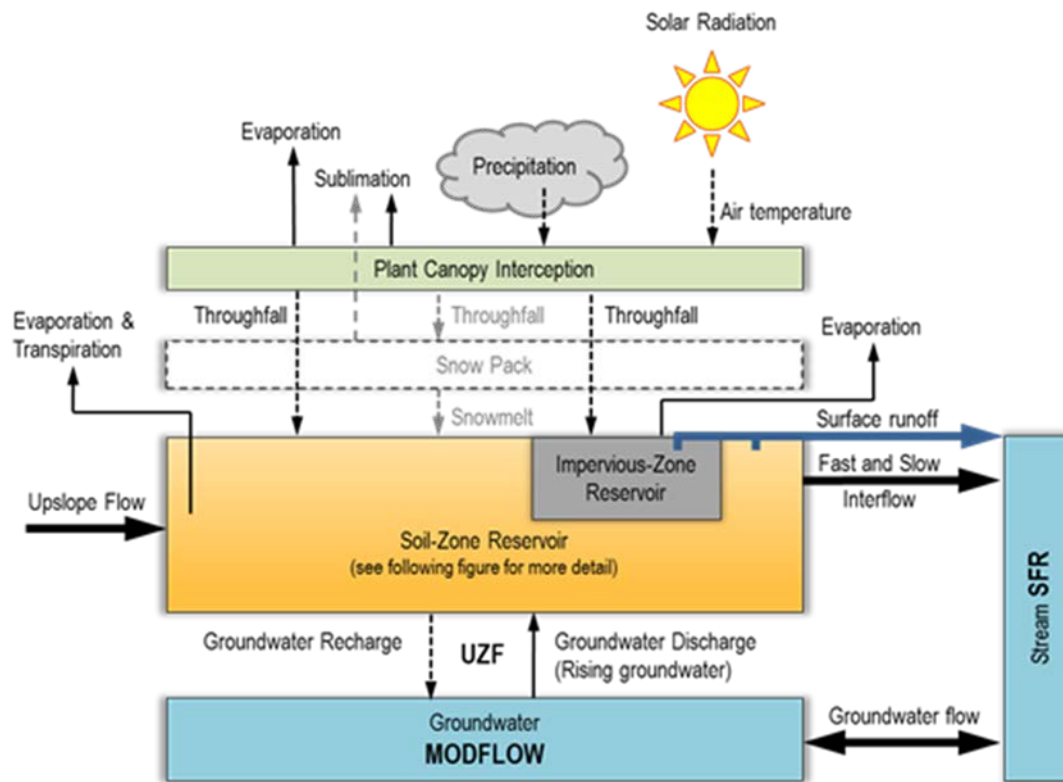 Solar Radiation
Evaporation
Sublimation
Precipitation
Air temperature
Plant Canopy Interception
Evaporation &
Transpiration
Throughfall
Throughfall
Throughfall
Evaporation
Snow Pack
Snowmelt
Surface runoff
Impervious-Zone
Reservoir
Fast and Slow
Interflow
Upslope Flow
Soil-Zone Reservoir
(see following figure for more detail)
Stream SFR
Groundwater Recharge
UZF
Groundwater Discharge
(Rising groundwater)
Groundwater
MODFLOW
Groundwater flow